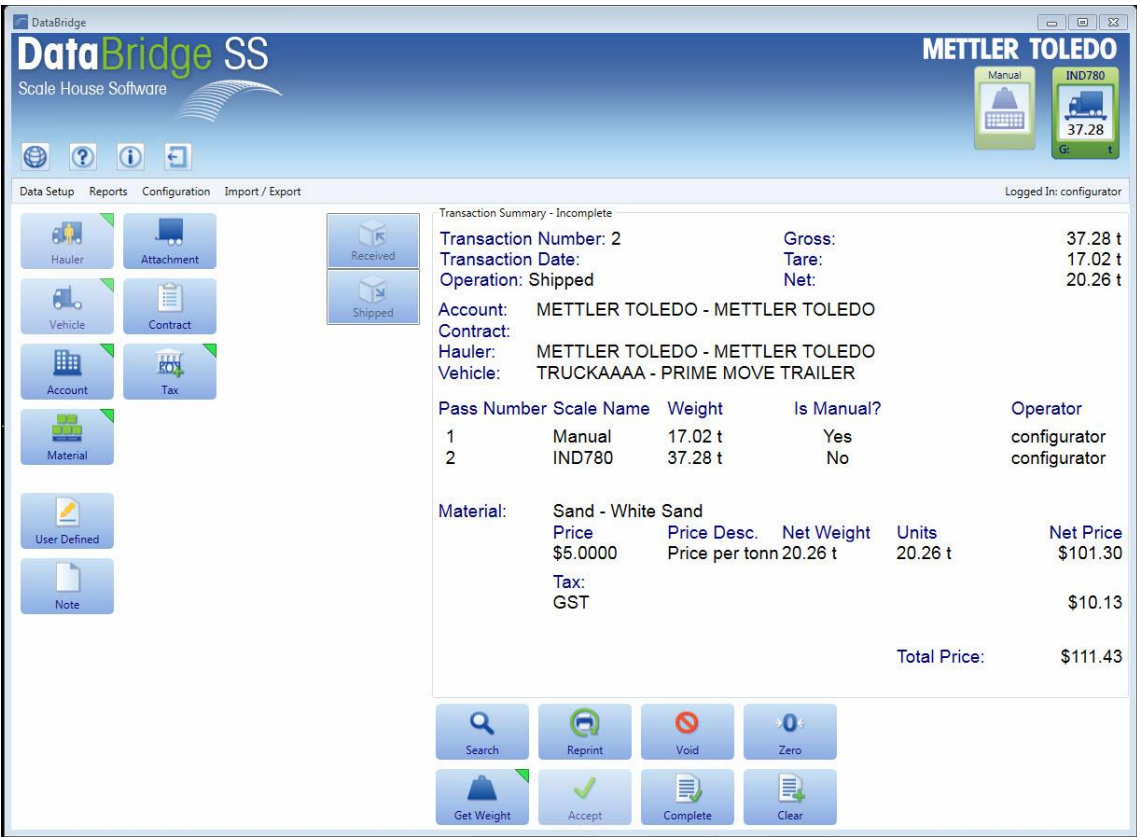 DataBridge
DataBridge SS
Scale House Software
METTLER TOLEDO
Manual
IND780
37.28
G: t
Data Setup Reports Configuration Import / Export
Logged In: configurator
Hauler
Attachment
Received
Vehicle
Contract
Shipped
Account
Tax
Material
User Defined
Note
Transaction Summary - Incomplete
Transaction Number: 2 Gross: 37.28 t
Transaction Date: Tare: 17.02 t
Operation: Shipped Net: 20.26 t
Account: METTLER TOLEDO - METTLER TOLEDO
Contract:
Hauler: METTLER TOLEDO - METTLER TOLEDO
Vehicle: TRUCKAAAA - PRIME MOVE TRAILER
Pass Number Scale Name Weight Is Manual? Operator
1 Manual 17.02 t Yes configurator
2 IND780 37.28 t No configurator
Material: Sand - White Sand
Price Price Desc. Net Weight Units Net Price
$5.0000 Price per tonn 20.26 t 20.26 t $101.30
Tax:
GST $10.13
Total Price: $111.43
Search Reprint Void Zero
Get Weight Accept Complete Clear